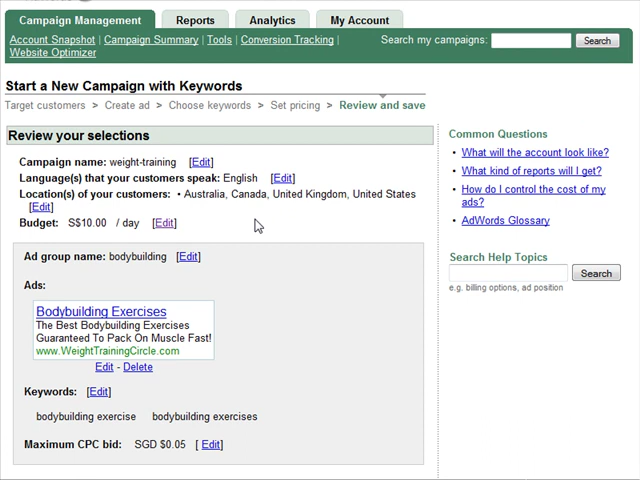 Campaign Management Reports Analytics My Account
Account Snapshot | Campaign Summary | Tools | Conversion Tracking |
Website Optimizer
Search my campaigns: Search
Start a New Campaign with Keywords
Target customers > Create ad > Choose keywords > Set pricing > Review and save
Review your selections
Campaign name: weight-training [Edit]
Language(s) that your customers speak: English [Edit]
Location(s) of your customers: • Australia, Canada, United Kingdom, United States
[Edit]
Budget: S$10.00 / day [Edit]
Ad group name: bodybuilding [Edit]
Ads:
Bodybuilding Exercises
The Best Bodybuilding Exercises
Guaranteed To Pack On Muscle Fast!
www.WeightTrainingCircle.com
Edit - Delete
Keywords: [Edit]
bodybuilding exercise bodybuilding exercises
Maximum CPC bid: SGD $0.05 [ Edit]
Common Questions
• What will the account look like?
• What kind of reports will I get?
• How do I control the cost of my
ads?
• AdWords Glossary
Search Help Topics
Search
e.g. billing options, ad position